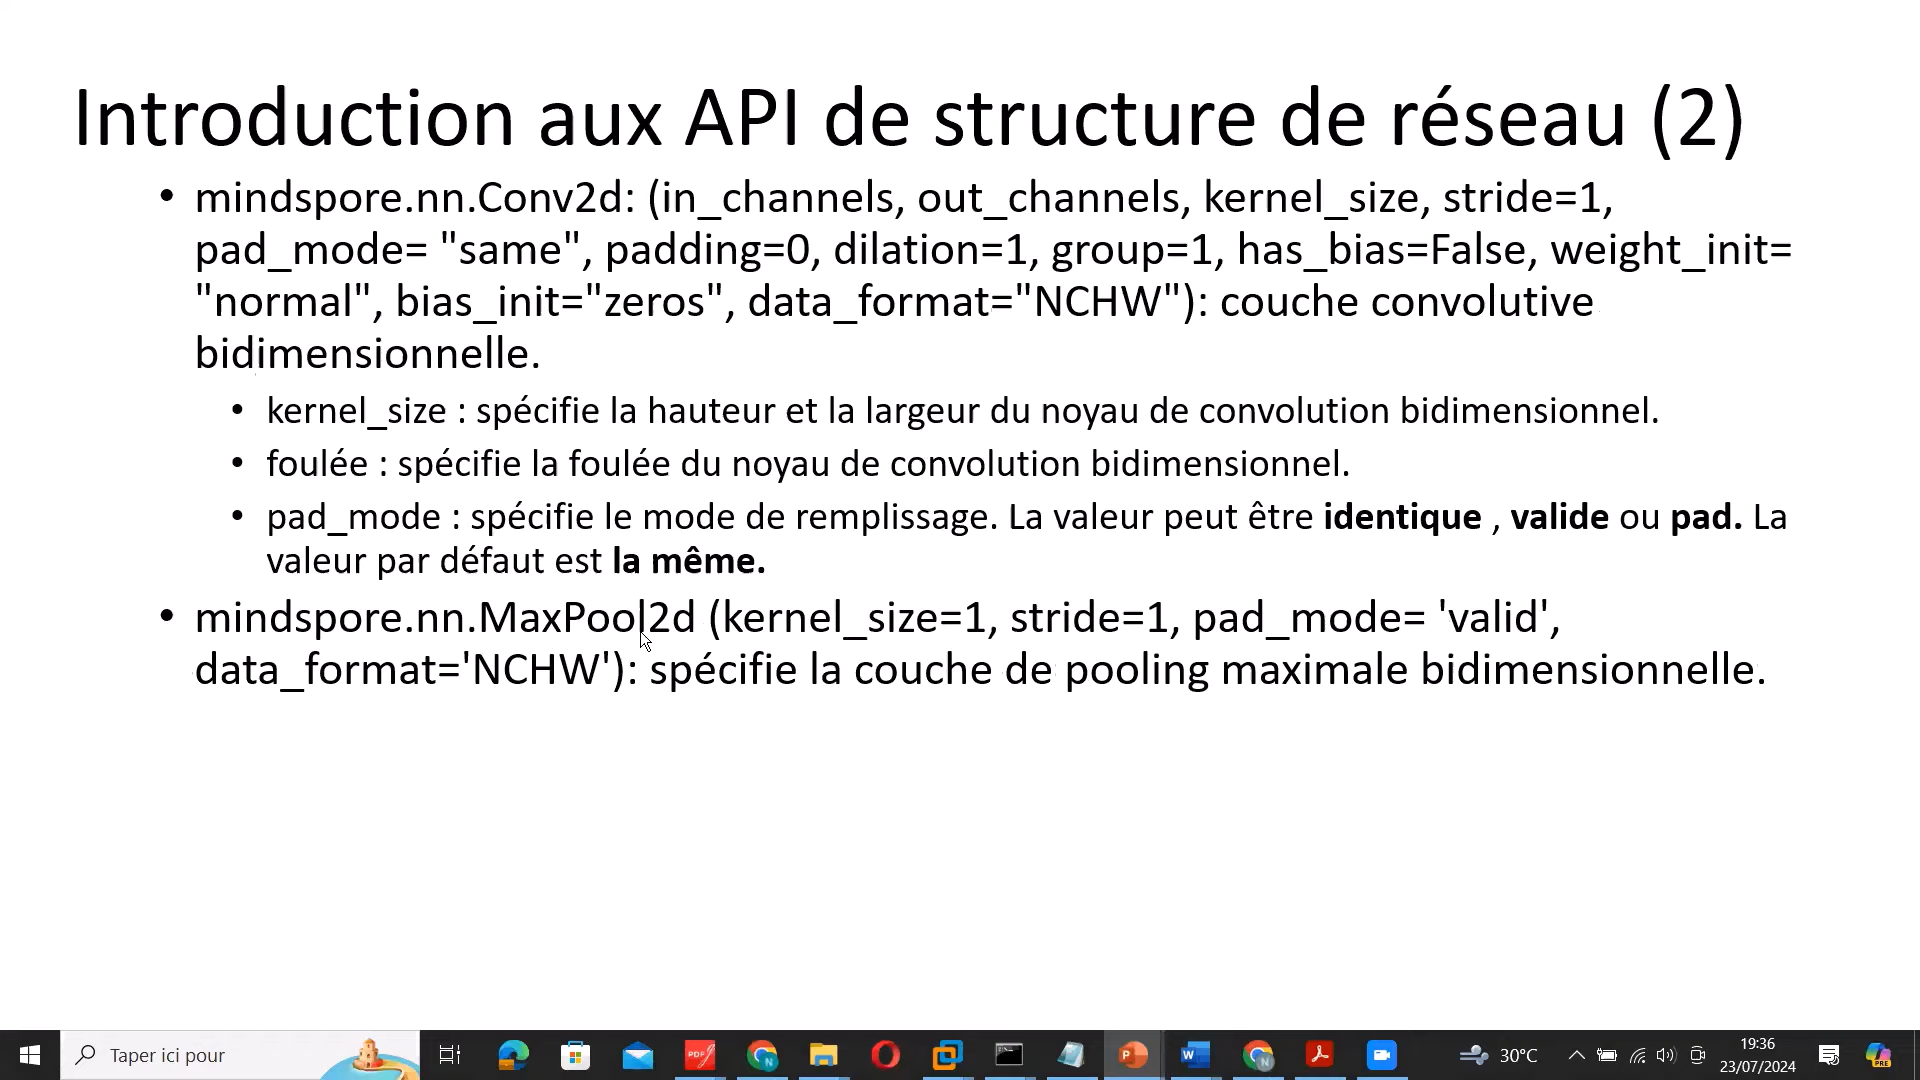 Introduction aux API de structure de réseau (2)
• mindspore.nn.Conv2d: (in_channels, out_channels, kernel_size, stride=1,
pad_mode= "same", padding=0, dilation=1, group=1, has_bias=False, weight_init=
"normal", bias_init="zeros", data_format="NCHW"): couche convolutive
bidimensionnelle.
• kernel_size : spécifie la hauteur et la largeur du noyau de convolution bidimensionnel.
• foulée : spécifie la foulée du noyau de convolution bidimensionnel.
• pad_mode : spécifie le mode de remplissage. La valeur peut être identique , valide ou pad. La
valeur par défaut est la même.
• mindspore.nn.MaxPool2d (kernel_size=1, stride=1, pad_mode= 'valid',
data_format='NCHW'): spécifie la couche de pooling maximale bidimensionnelle.
Taper ici pour
30°C
19:36
23/07/2024